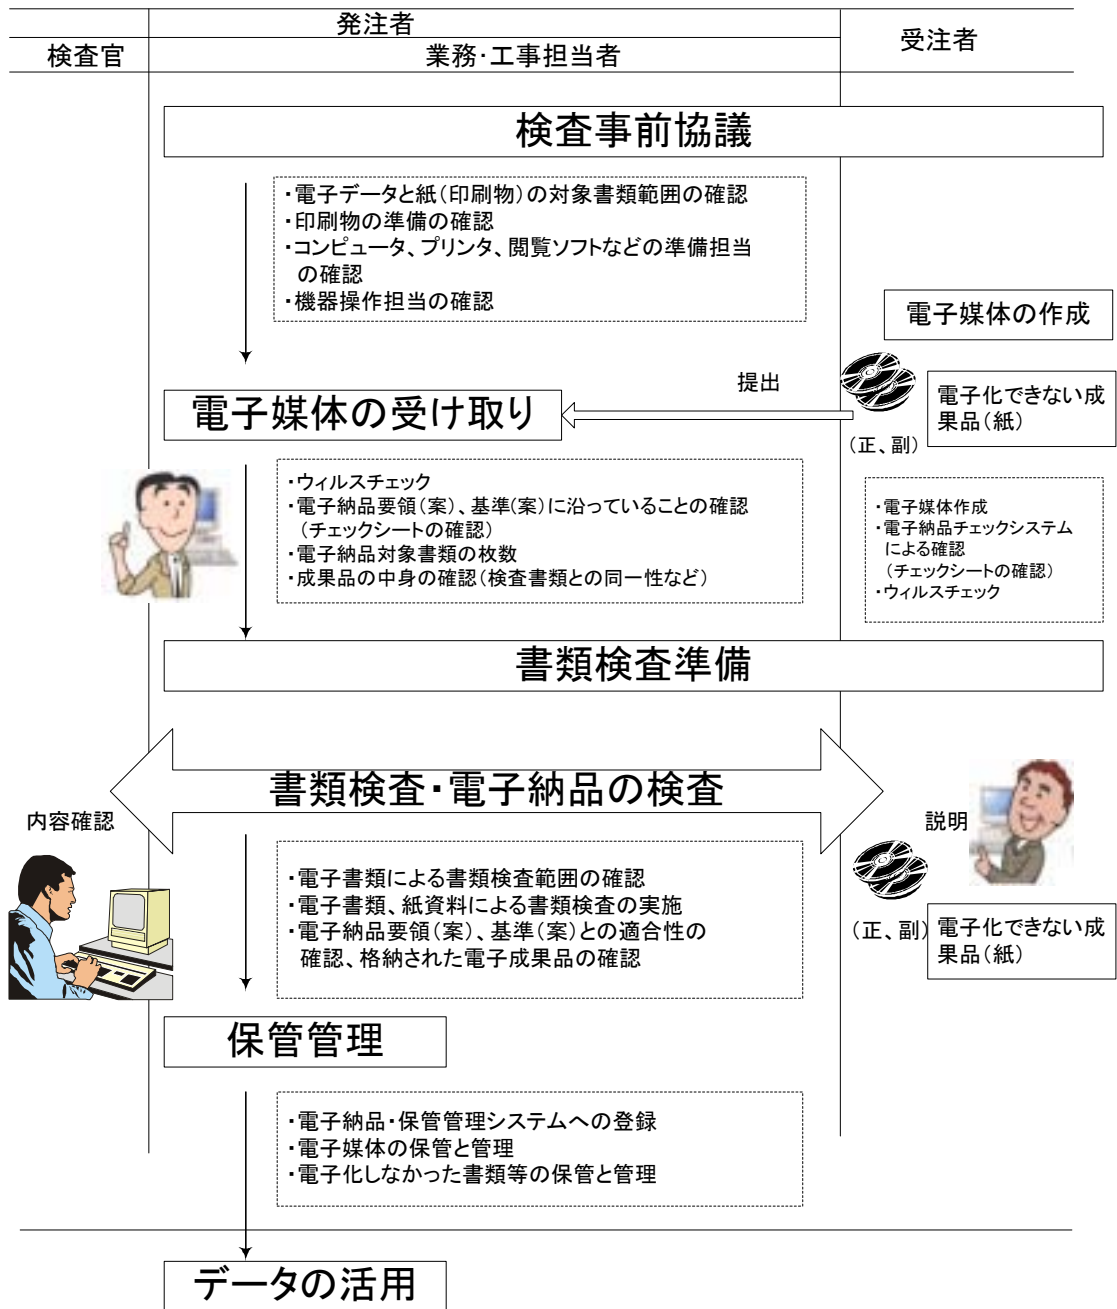 発注者
受注者
検査官
業務・工事担当者
検査事前協議
・電子データと紙（印刷物）の対象書類範囲の確認
・印刷物の準備の確認
・コンピュータ、プリンタ、閲覧ソフトなどの準備担当
の確認
・機器操作担当の確認
電子媒体の作成
提出
電子媒体の受け取り
電子化できない成
果品（紙）
（正、副）
・ウィルスチェック
・電子納品要領（案）、基準（案）に沿っていることの確認
（チェックシートの確認）
・電子納品対象書類の枚数
・成果品の中身の確認（検査書類との同一性など）
・電子媒体作成
・電子納品チェックシステム
による確認
（チェックシートの確認）
・ウィルスチェック
書類検査準備
書類検査・電子納品の検査
内容確認
説明
・電子書類による書類検査範囲の確認
・電子書類、紙資料による書類検査の実施
・電子納品要領（案）、基準（案）との適合性の
確認、格納された電子成果品の確認
（正、副）
電子化できない成
果品（紙）
保管管理
・電子納品・保管管理システムへの登録
・電子媒体の保管と管理
・電子化しなかった書類等の保管と管理
データの活用